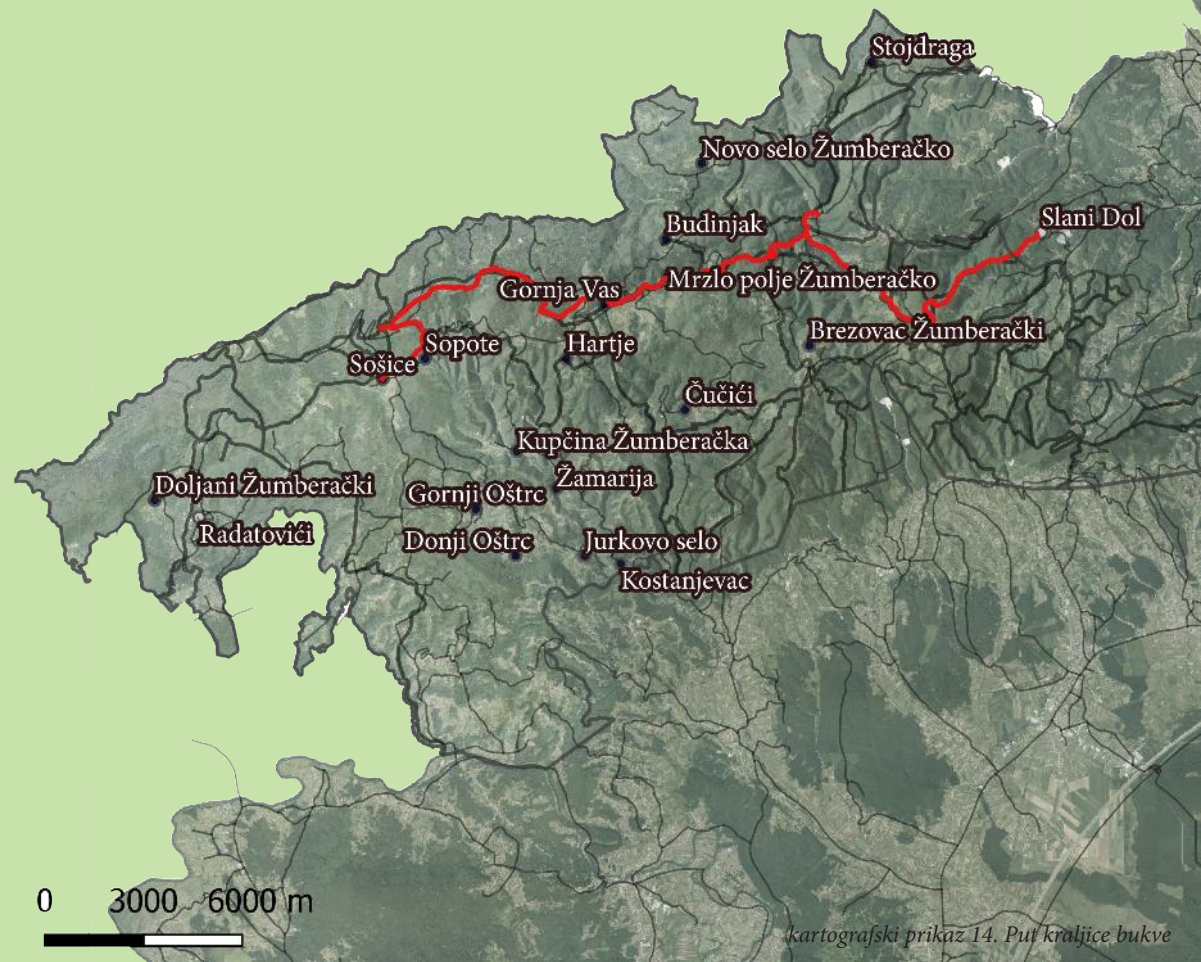 Stojdraga
Novo selo Žumberačko
Slani Dol
Budinjak
Mrzlo polje Žumberačko
Gornja Vas
Brezovac Žumberački
Sopote
Hartje
Sošice
Čučići
Kupčina Žumberačka
Žamarija
Doljani Žumberački
Gornji Oštrc
Radatovići
Donji Oštrc
Jurkovo selo
Kostanjevac
0 3000 6000 m
kartografski prikaz 14. Put kraljice bukve